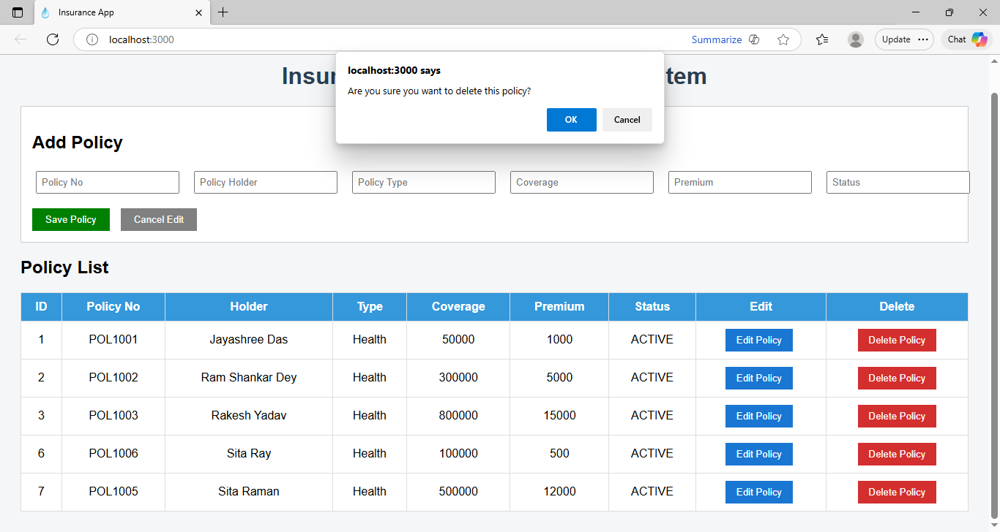 Insurance App
localhost:3000
Summarize
Update
Chat
localhost:3000 says
Are you sure you want to delete this policy?
OK Cancel
Insur tem
Add Policy
Policy No Policy Holder Policy Type Coverage Premium Status
Save Policy Cancel Edit
Policy List
ID Policy No Holder Type Coverage Premium Status Edit Delete
1 POL1001 Jayashree Das Health 50000 1000 ACTIVE Edit Policy Delete Policy
2 POL1002 Ram Shankar Dey Health 300000 5000 ACTIVE Edit Policy Delete Policy
3 POL1003 Rakesh Yadav Health 800000 15000 ACTIVE Edit Policy Delete Policy
6 POL1006 Sita Ray Health 100000 500 ACTIVE Edit Policy Delete Policy
7 POL1005 Sita Raman Health 500000 12000 ACTIVE Edit Policy Delete Policy